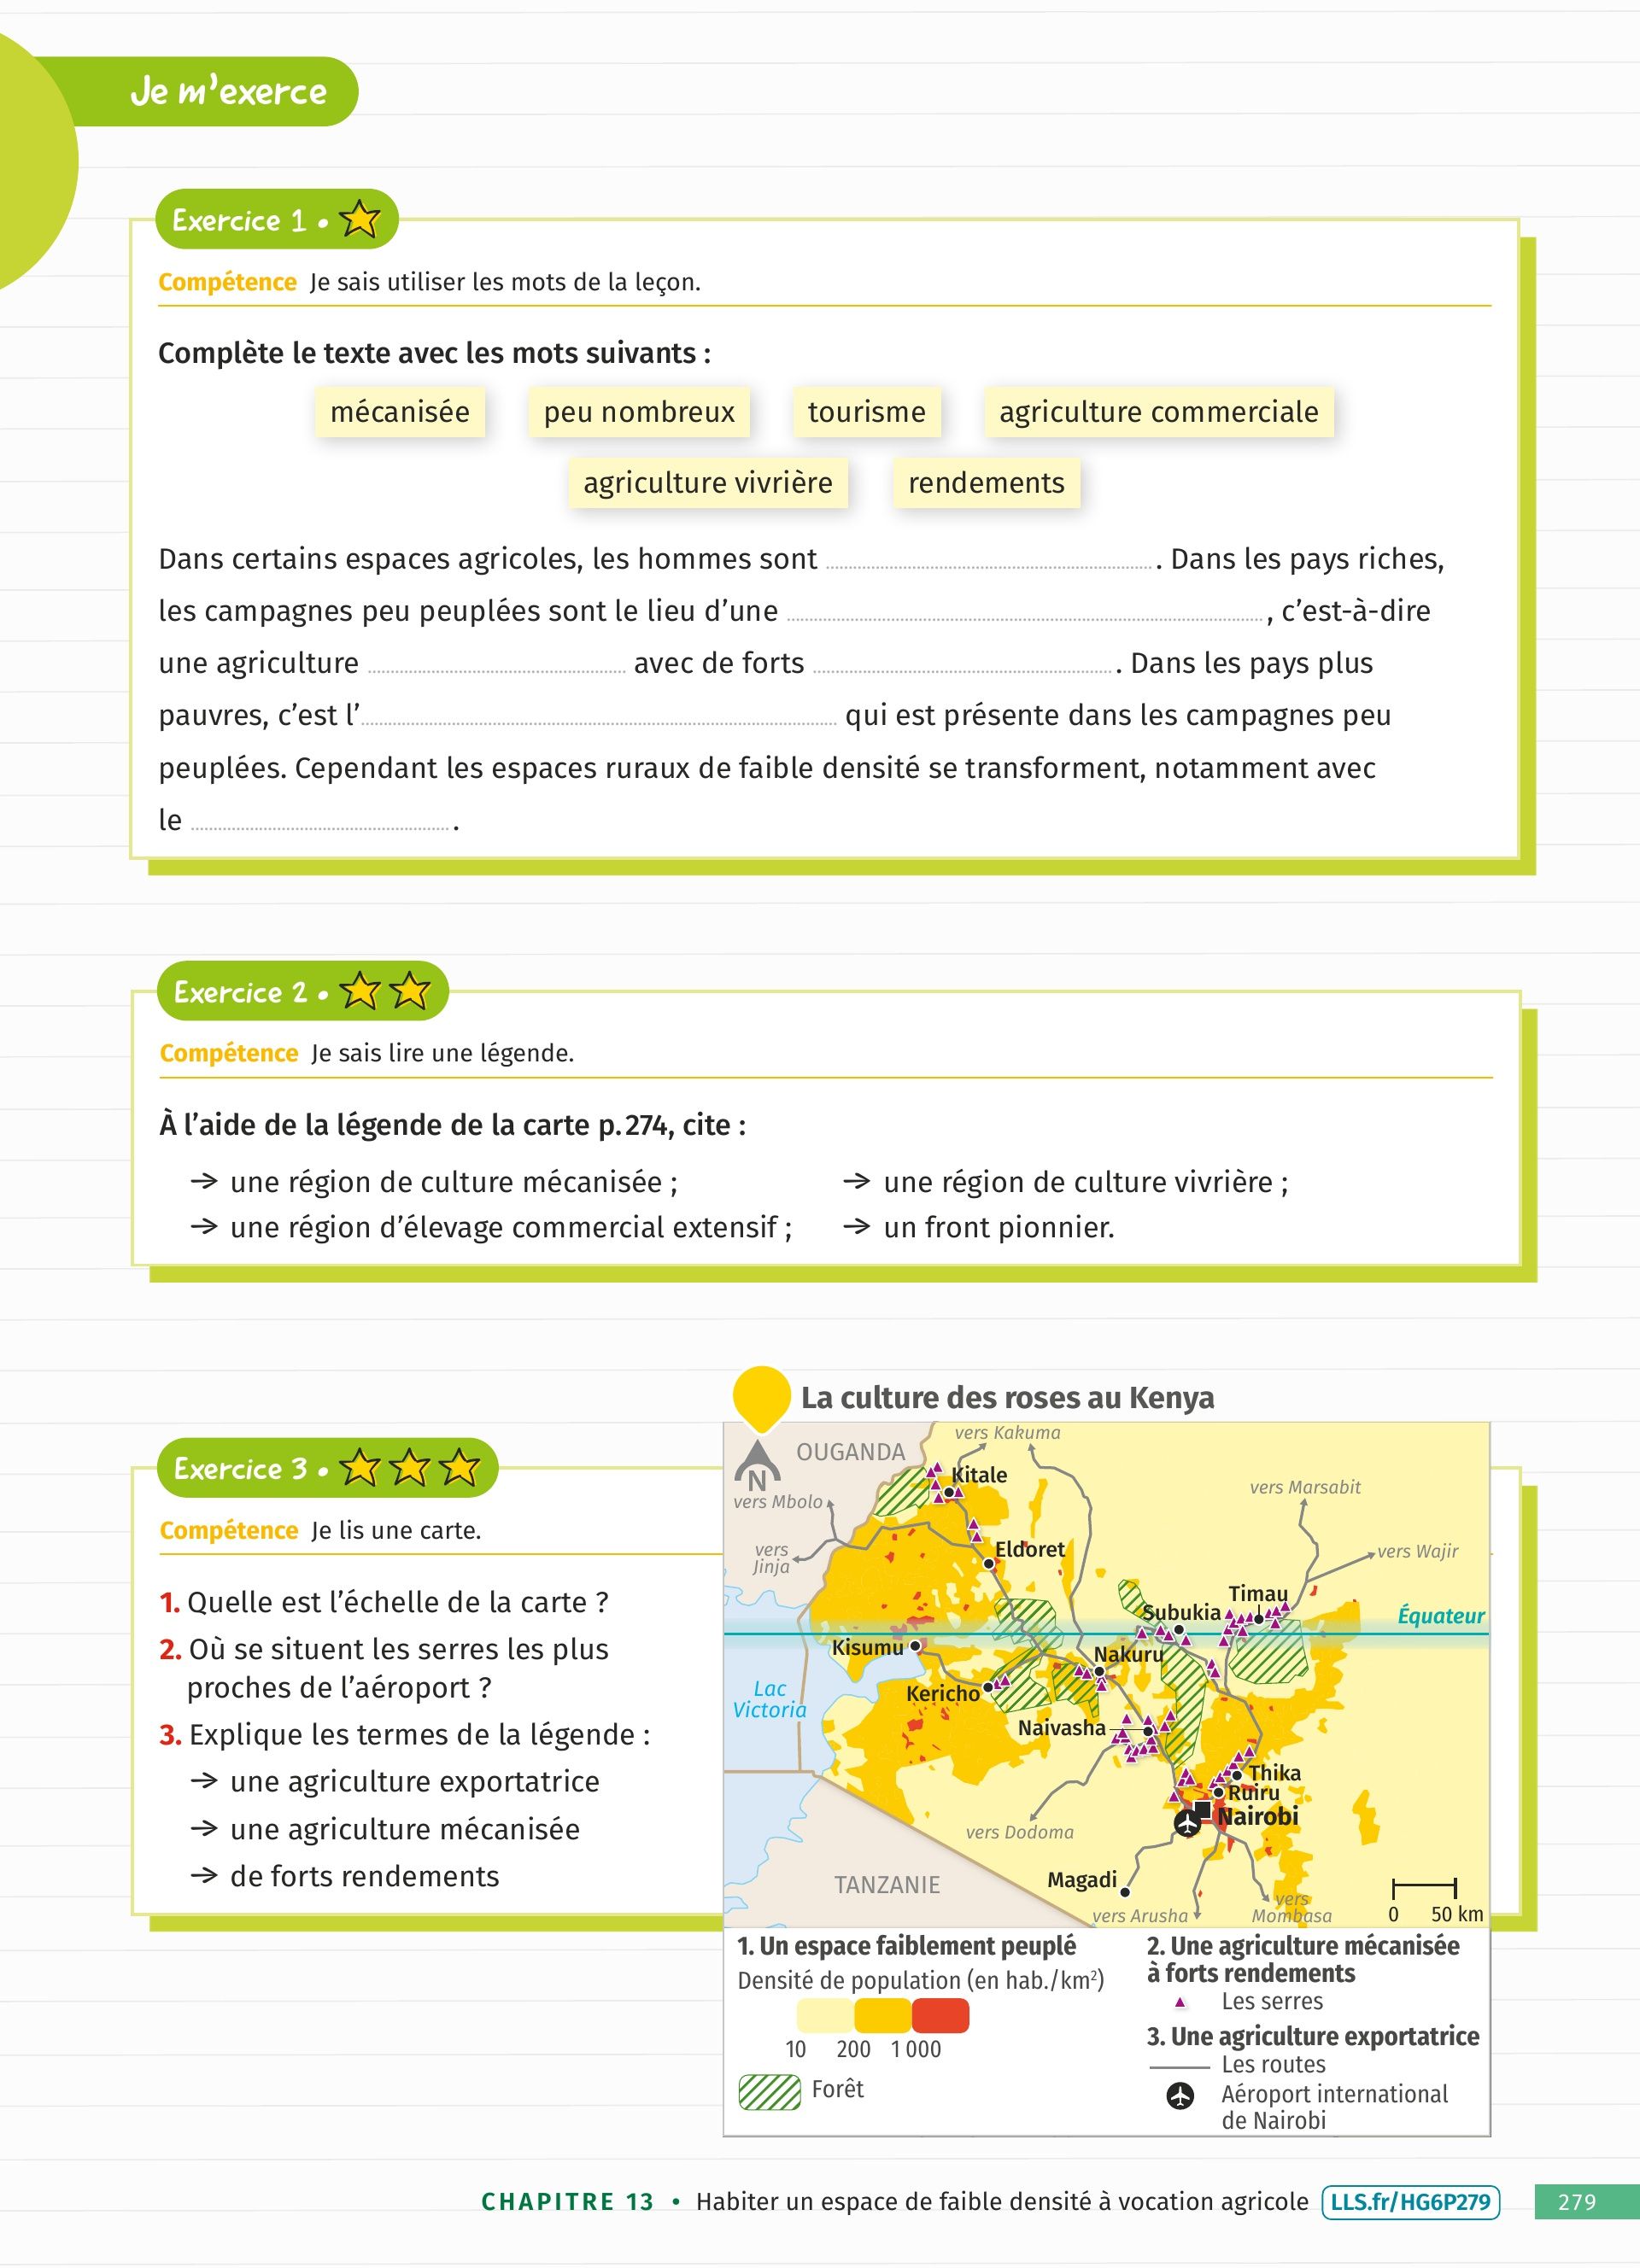 Je m'exerce
Exercice 1 •
Compétence Je sais utiliser les mots de la leçon.
Complète le texte avec les mots suivants :
mécanisée peu nombreux tourisme agriculture commerciale
agriculture vivrière rendements
Dans certains espaces agricoles, les hommes sont ........ . Dans les pays riches,
les campagnes peu peuplées sont le lieu d'une ........ , c'est-à-dire
une agriculture ........ avec de forts ........ . Dans les pays plus
pauvres, c'est l'........ qui est présente dans les campagnes peu
peuplées. Cependant les espaces ruraux de faible densité se transforment, notamment avec
le ........ .
Exercice 2 •
Compétence Je sais lire une légende.
À l'aide de la légende de la carte p. 274, cite :
→ une région de culture mécanisée ;
→ une région d'élevage commercial extensif ;
→ une région de culture vivrière ;
→ un front pionnier.
Exercice 3 •
Compétence Je lis une carte.
1. Quelle est l'échelle de la carte ?
2. Où se situent les serres les plus
proches de l'aéroport ?
3. Explique les termes de la légende :
→ une agriculture exportatrice
→ une agriculture mécanisée
→ de forts rendements
La culture des roses au Kenya
N
OUGANDA
vers Kakuma
Kitale
vers Mbolo
vers Marsabit
vers
Jinja
Eldoret
vers Wajir
Timau
Subukia
Équateur
Kisumu
Nakuru
Kericho
Lac
Victoria
Naivasha
Thika
Ruiru
Nairobi
vers Dodoma
TANZANIE
Magadi
vers Arusha
vers
Mombasa
0 50 km
1. Un espace faiblement peuplé
Densité de population (en hab./km²)
10 200 1 000
Forêt
2. Une agriculture mécanisée
à forts rendements
Les serres
3. Une agriculture exportatrice
Les routes
Aéroport international
de Nairobi
CHAPITRE 13 • Habiter un espace de faible densité à vocation agricole LLS.fr/HG6P279 279